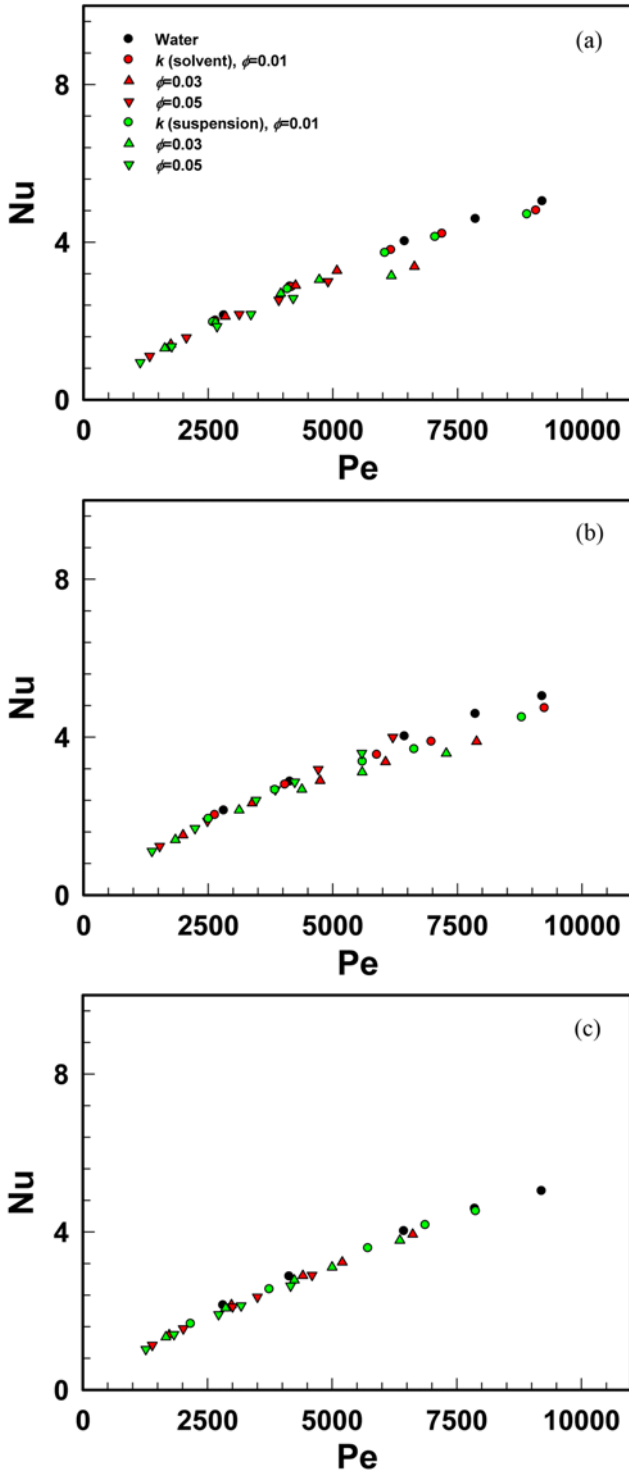 (a)
Water
k (solvent), ϕ=0.01
ϕ=0.03
ϕ=0.05
k (suspension), ϕ=0.01
ϕ=0.03
ϕ=0.05
8
4
0
Nu
0 2500 5000 7500 10000
Pe
(b)
8
4
0
Nu
0 2500 5000 7500 10000
Pe
(c)
8
4
0
Nu
0 2500 5000 7500 10000
Pe